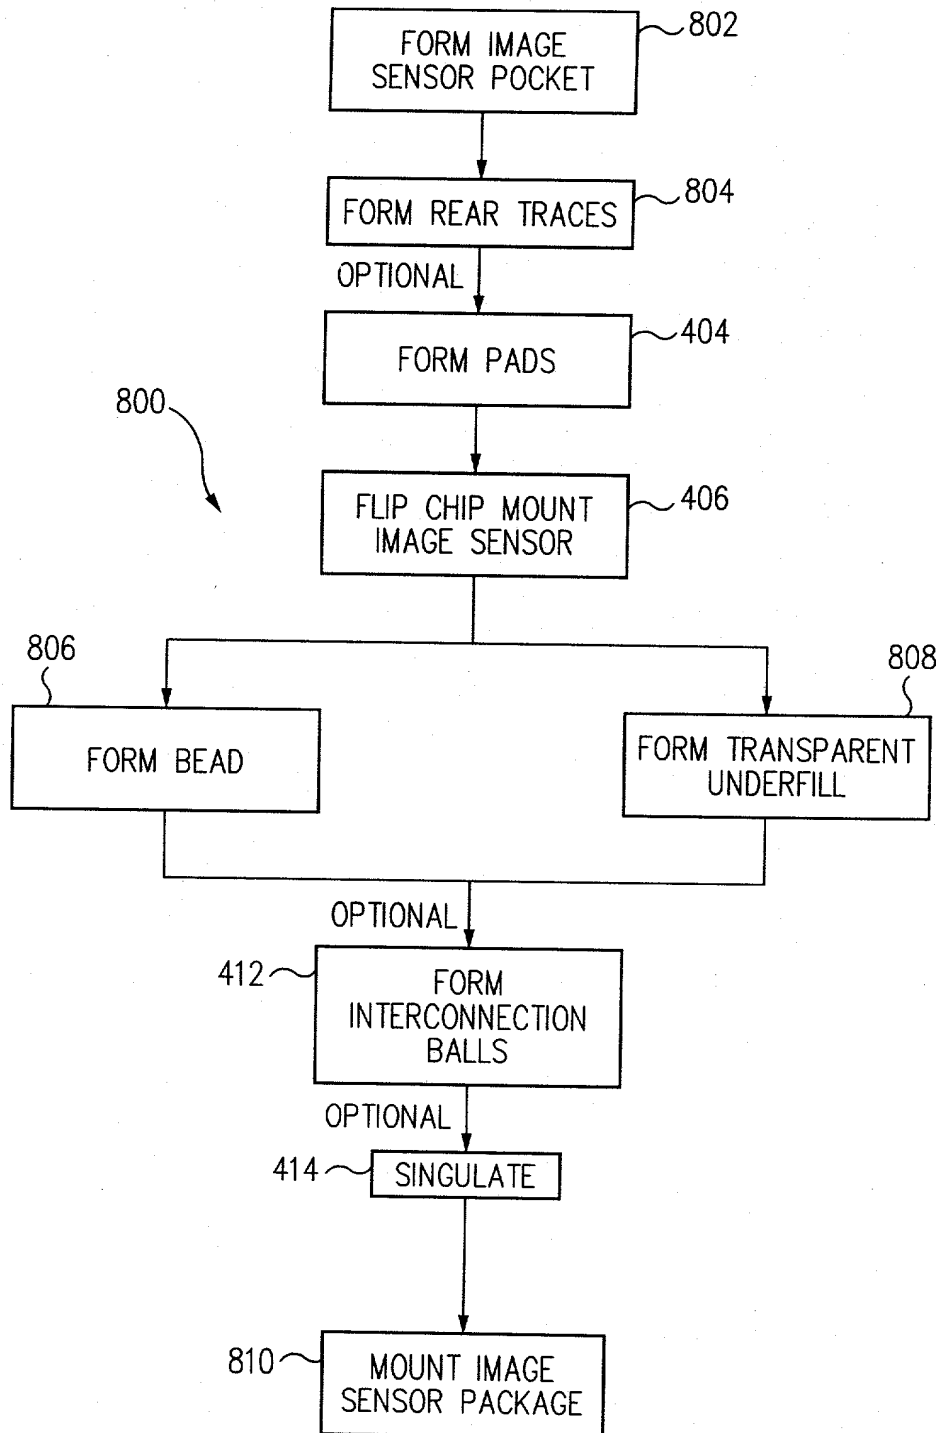 FORM IMAGE
SENSOR POCKET
802
FORM REAR TRACES
804
OPTIONAL
FORM PADS
404
800
FLIP CHIP MOUNT
IMAGE SENSOR
406
806
FORM BEAD
808
FORM TRANSPARENT
UNDERFILL
OPTIONAL
412
FORM
INTERCONNECTION
BALLS
OPTIONAL
414
SINGULATE
810
MOUNT IMAGE
SENSOR PACKAGE